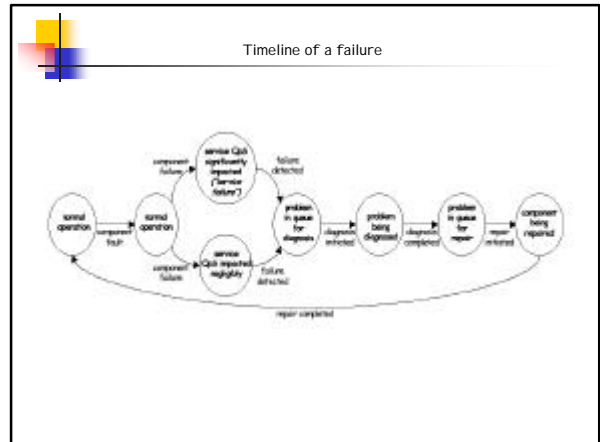 Timeline of a failure
service QoS
significantly
impacted
("service
failure")
component
failure
failure
detected
normal
operation
component
fault
normal
operation
problem
in queue
for
diagnosis
diagnosis
initiated
problem
being
diagnosed
diagnosis
completed
problem
in queue
for
repair
repair
initiated
component
being
repaired
component
failure
service
QoS impacted
negligibly
failure
detected
repair completed